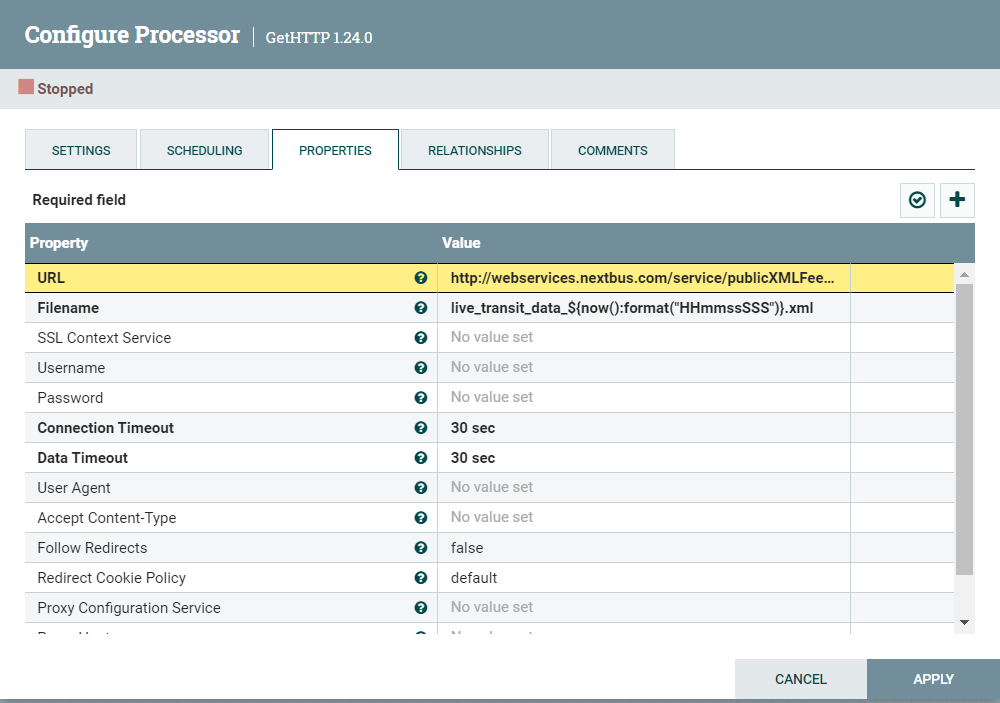 Configure Processor | GetHTTP 1.24.0
Stopped
SETTINGS SCHEDULING PROPERTIES RELATIONSHIPS COMMENTS
Required field
Property Value
URL http://webservices.nextbus.com/service/publicXMLFee...
Filename live_transit_data_${now():format("HHmmssSSS")}.xml
SSL Context Service No value set
Username No value set
Password No value set
Connection Timeout 30 sec
Data Timeout 30 sec
User Agent No value set
Accept Content-Type No value set
Follow Redirects false
Redirect Cookie Policy default
Proxy Configuration Service No value set
CANCEL APPLY